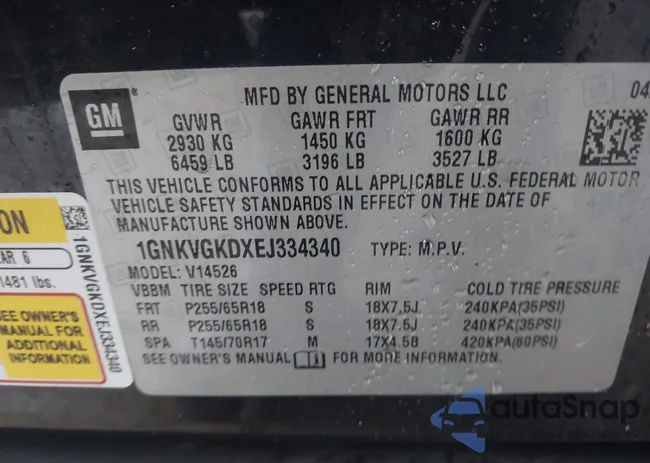 MFD BY GENERAL MOTORS LLC
GM
GVWR GAWR FRT GAWR RR
2930 KG 1450 KG 1600 KG
6459 LB 3196 LB 3527 LB
THIS VEHICLE CONFORMS TO ALL APPLICABLE U.S. FEDERAL MOTOR
VEHICLE SAFETY STANDARDS IN EFFECT ON THE DATE OF
MANUFACTURE SHOWN ABOVE.
1GNKVGKDXEJ334340 TYPE: M.P.V.
MODEL: V14526
VBBM TIRE SIZE SPEED RTG RIM COLD TIRE PRESSURE
FRT P255/65R18 S 18X7.5J 240KPA(35PSI)
RR P255/65R18 S 18X7.5J 240KPA(35PSI)
SPA T145/70R17 M 17X4.5B 420KPA(60PSI)
SEE OWNER'S MANUAL FOR MORE INFORMATION.
ON
AR 6
1481 lbs.
SEE OWNER'S
MANUAL FOR
ADDITIONAL
INFORMATION
1GNKVGKDXEJ334340
autoSnap